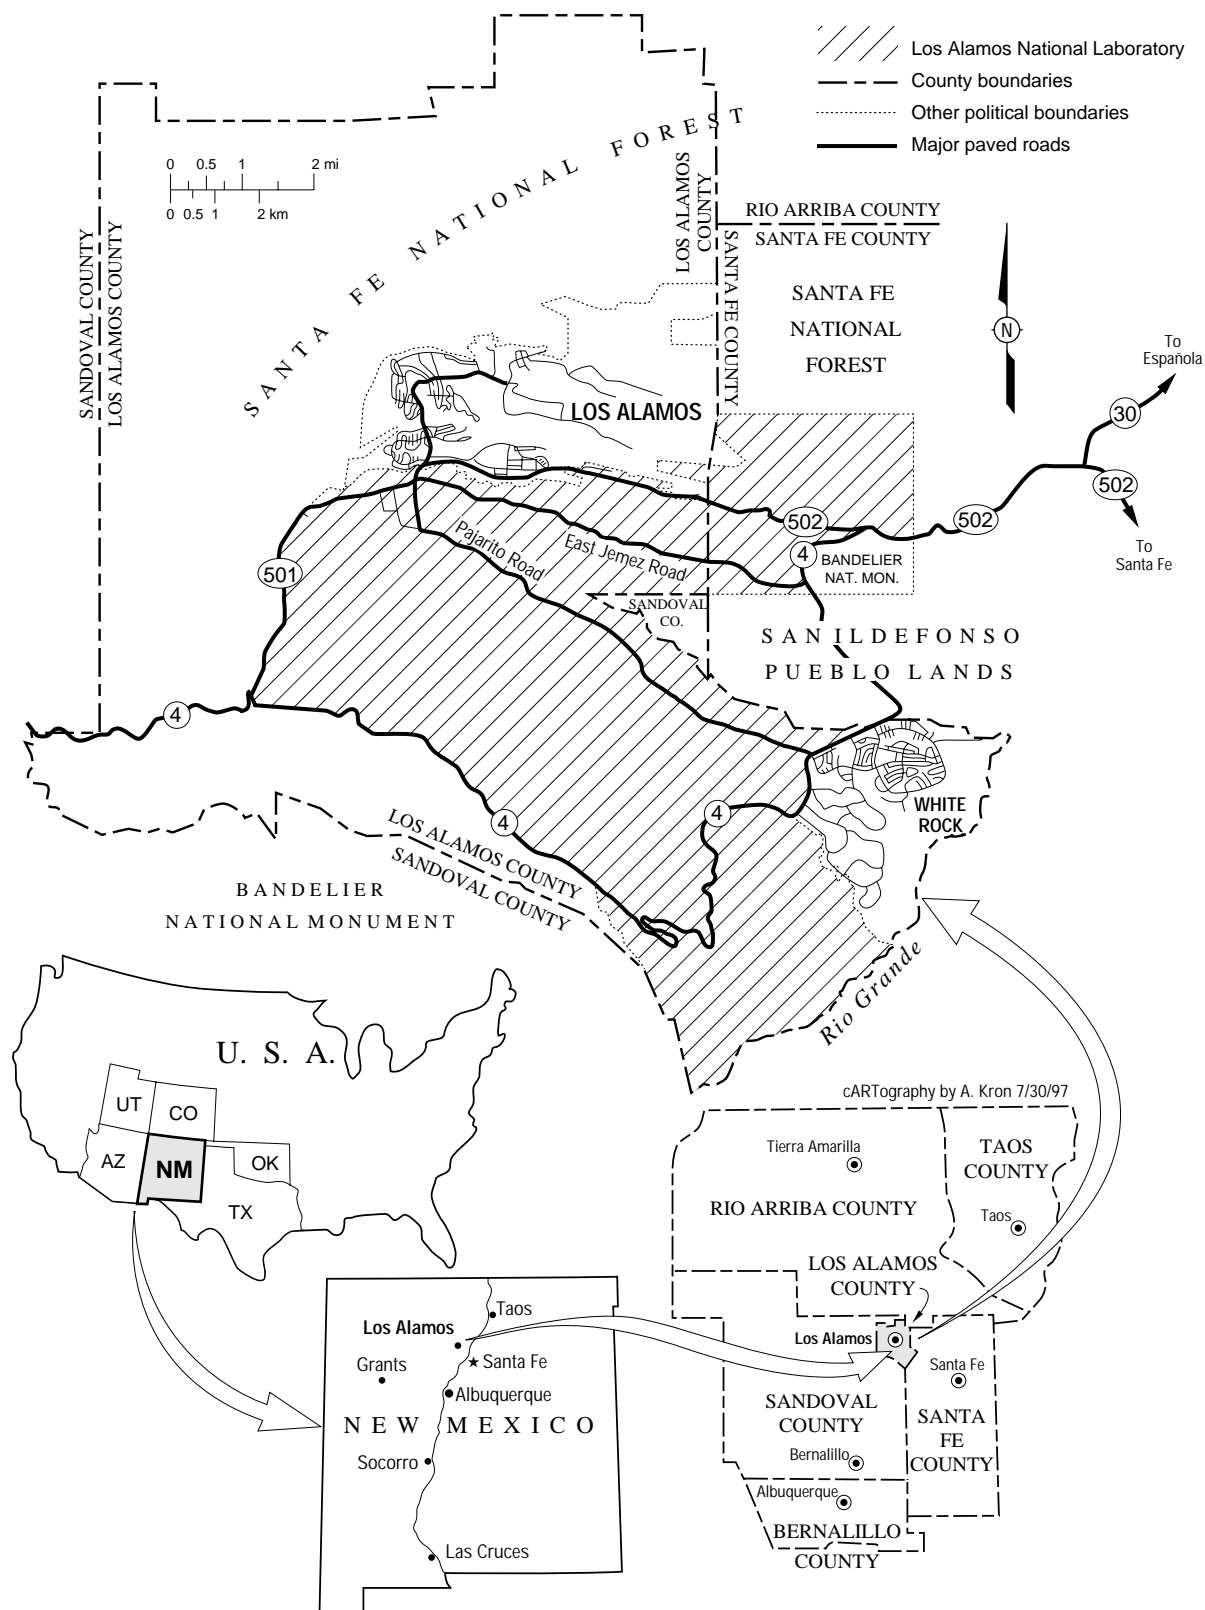 Los Alamos National Laboratory
County boundaries
Other political boundaries
Major paved roads
0 0.5 1 2 mi
0 0.5 1 2 km
SANTA FE NATIONAL FOREST
SANDOVAL COUNTY
LOS ALAMOS COUNTY
LOS ALAMOS
COUNTY
SANTA FE COUNTY
RIO ARRIBA COUNTY
SANTA FE COUNTY
SANTA FE
NATIONAL
FOREST
N
To
Española
30
LOS ALAMOS
502
502
502
To
Santa Fe
4
BANDELIER
NAT. MON.
501
Pajarito Road
East Jemez Road
SANDOVAL
CO.
SAN ILDEFONSO
PUEBLO LANDS
4
4
4
WHITE
ROCK
LOS ALAMOS COUNTY
SANDOVAL COUNTY
BANDELIER
NATIONAL MONUMENT
Rio Grande
U. S. A.
UT
CO
AZ
NM
OK
TX
cARTography by A. Kron 7/30/97
Tierra Amarilla
TAOS
COUNTY
RIO ARRIBA COUNTY
Taos
LOS ALAMOS
COUNTY
Los Alamos
Santa Fe
SANDOVAL
COUNTY
SANTA
FE
COUNTY
Bernalillo
Albuquerque
BERNALILLO
COUNTY
Taos
Los Alamos
Santa Fe
Grants
Albuquerque
NEW MEXICO
Socorro
Las Cruces